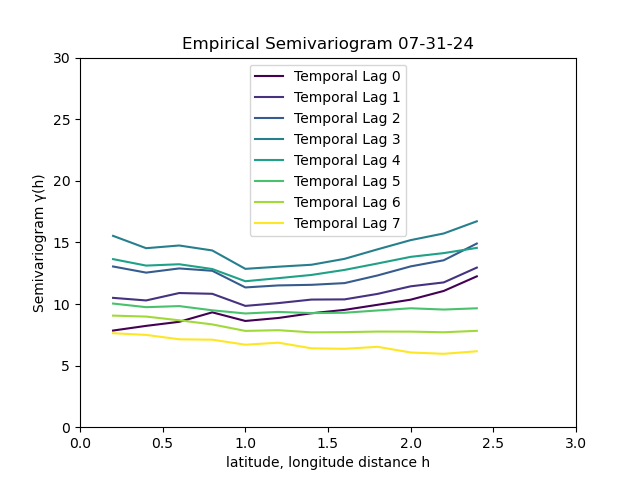 Empirical Semivariogram 07-31-24
30
25
20
15
10
5
0
Semivariogram γ(h)
Temporal Lag 0
Temporal Lag 1
Temporal Lag 2
Temporal Lag 3
Temporal Lag 4
Temporal Lag 5
Temporal Lag 6
Temporal Lag 7
0.0 0.5 1.0 1.5 2.0 2.5 3.0
latitude, longitude distance h